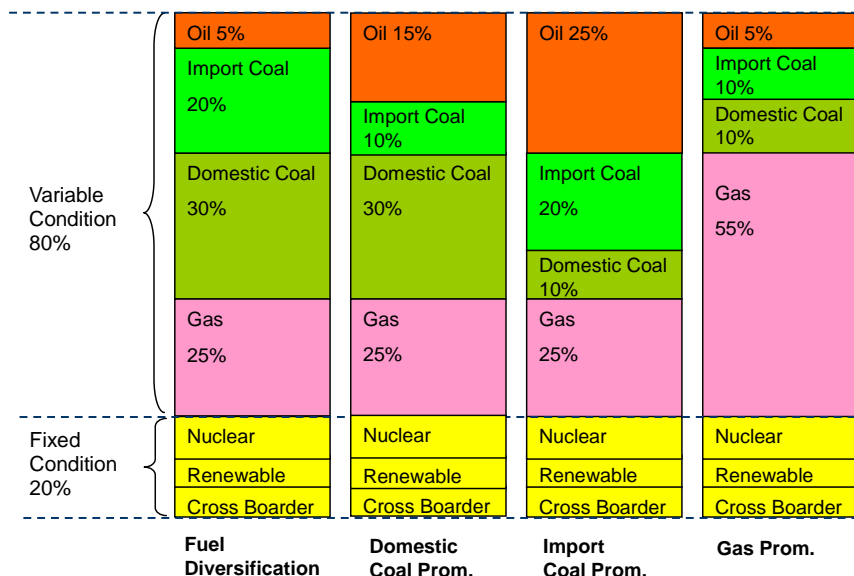 Variable
Condition
80%
Fixed
Condition
20%
Oil 5%
Import Coal
20%
Domestic Coal
30%
Gas
25%
Nuclear
Renewable
Cross Boarder
Fuel
Diversification
Oil 15%
Import Coal
10%
Domestic Coal
30%
Gas
25%
Nuclear
Renewable
Cross Boarder
Domestic
Coal Prom.
Oil 25%
Import Coal
20%
Domestic Coal
10%
Gas
25%
Nuclear
Renewable
Cross Boarder
Import
Coal Prom.
Oil 5%
Import Coal
10%
Domestic Coal
10%
Gas
55%
Nuclear
Renewable
Cross Boarder
Gas Prom.